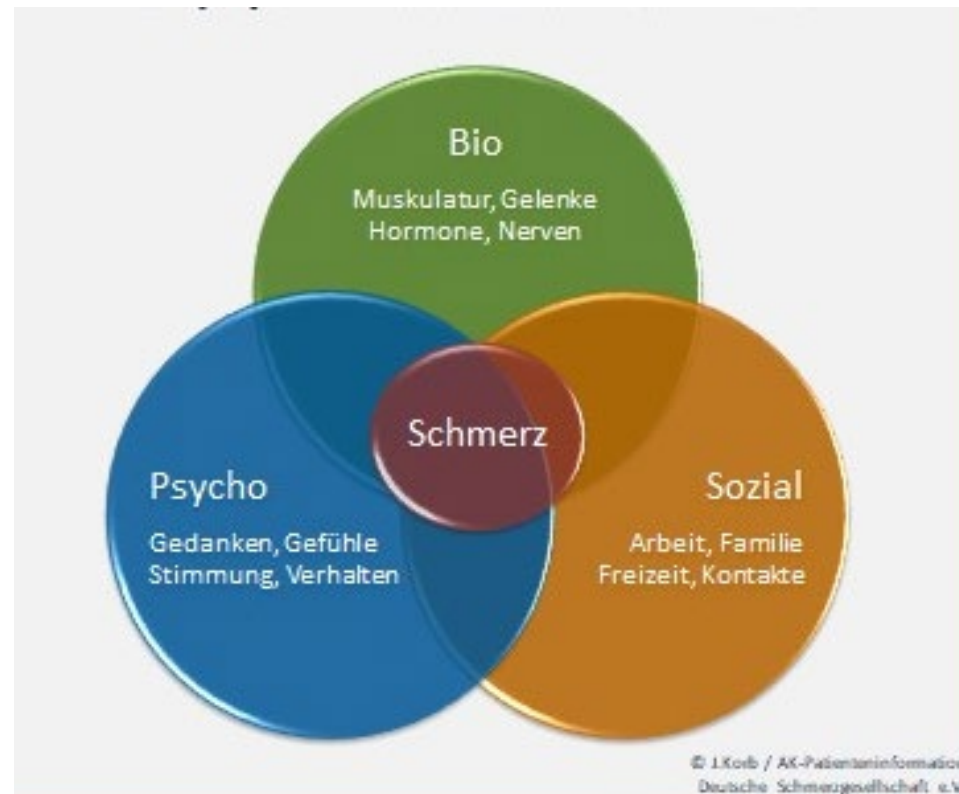 Bio
Muskulatur, Gelenke
Hormone, Nerven
Schmerz
Psycho
Gedanken, Gefühle
Stimmung, Verhalten
Sozial
Arbeit, Familie
Freizeit, Kontakte
© J.Korb / AK-Patienteninformation
Deutsche Schmerzgesellschaft e.V